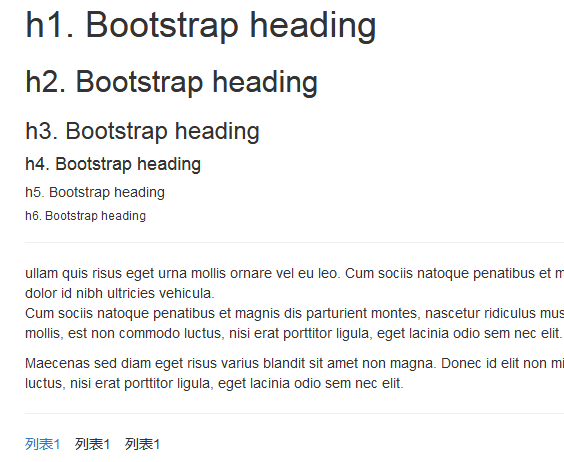 h1. Bootstrap heading
h2. Bootstrap heading
h3. Bootstrap heading
h4. Bootstrap heading
h5. Bootstrap heading
h6. Bootstrap heading
ullam quis risus eget urna mollis ornare vel eu leo. Cum sociis natoque penatibus et
dolor id nibh ultricies vehicula.
Cum sociis natoque penatibus et magnis dis parturient montes, nascetur ridiculus mus
mollis, est non commodo luctus, nisi erat porttitor ligula, eget lacinia odio sem nec elit.
Maecenas sed diam eget risus varius blandit sit amet non magna. Donec id elit non
luctus, nisi erat porttitor ligula, eget lacinia odio sem nec elit.
列表1 列表1 列表1